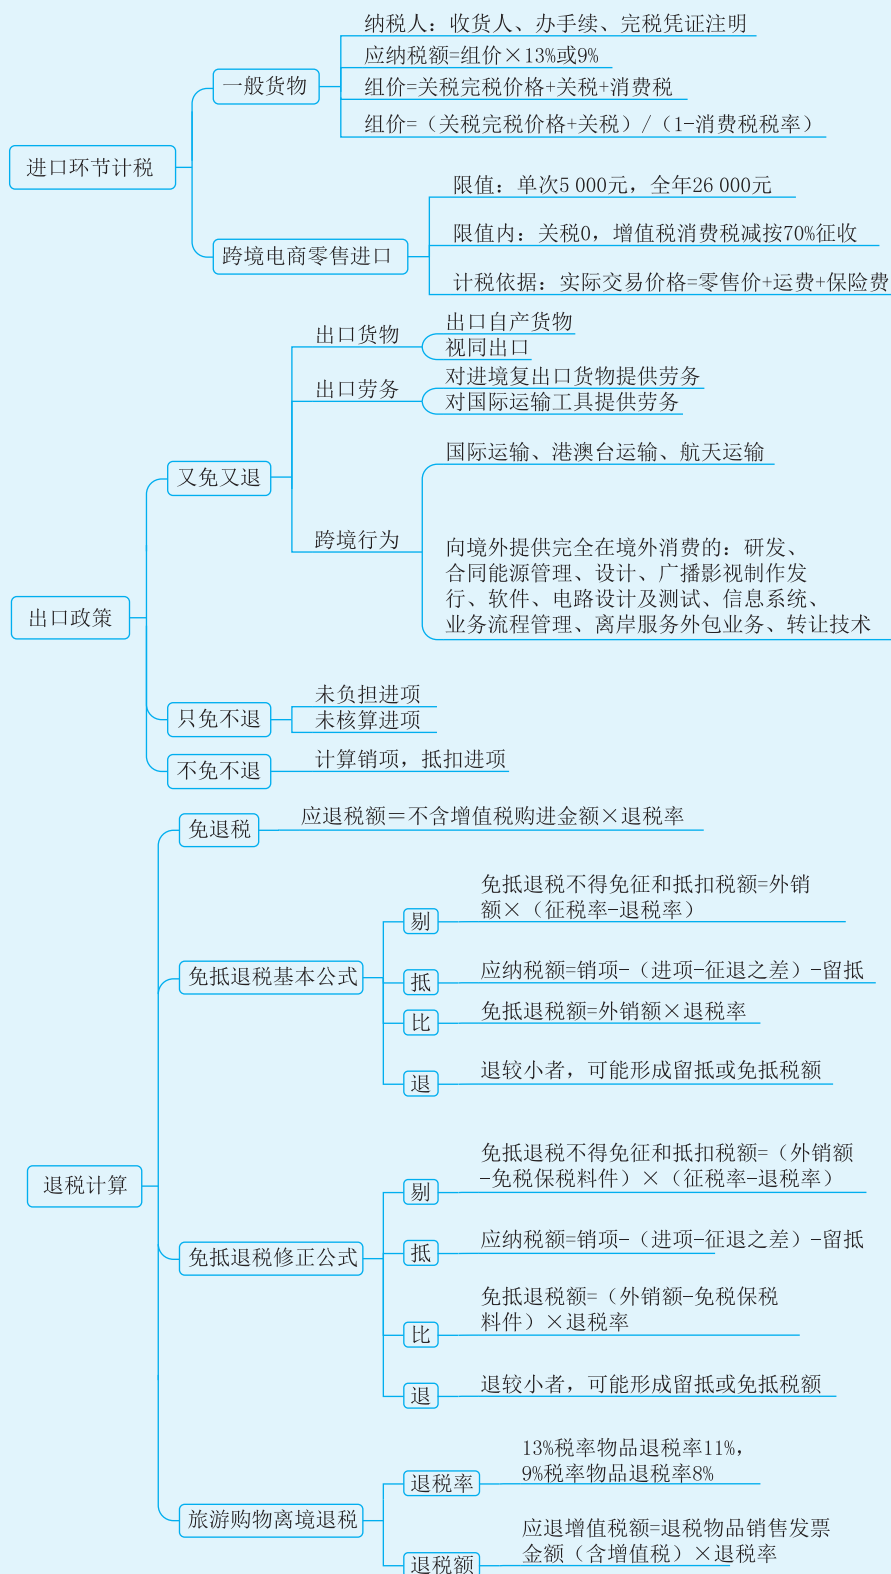 进口环节计税
一般货物
纳税人：收货人、办手续、完税凭证注明
应纳税额=组价×13%或9%
组价=关税完税价格+关税+消费税
组价=（关税完税价格+关税）/（1-消费税税率）
跨境电商零售进口
限值：单次5 000元，全年26 000元
限值内：关税0，增值税消费税减按70%征收
计税依据：实际交易价格=零售价+运费+保险费
出口政策
又免又退
出口货物
出口自产货物
视同出口
出口劳务
对进境复出口货物提供劳务
对国际运输工具提供劳务
跨境行为
国际运输、港澳台运输、航天运输
向境外提供完全在境外消费的：研发、
合同能源管理、设计、广播影视制作发
行、软件、电路设计及测试、信息系统、
业务流程管理、离岸服务外包业务、转让技术
只免不退
未负担进项
未核算进项
不免不退
计算销项，抵扣进项
退税计算
免退税
应退税额＝不含增值税购进金额×退税率
免抵退税基本公式
剔
免抵退税不得免征和抵扣税额=外销
额×（征税率-退税率）
抵
应纳税额=销项-（进项-征退之差）-留抵
比
免抵退税额=外销额×退税率
退
退较小者，可能形成留抵或免抵税额
免抵退税修正公式
剔
免抵退税不得免征和抵扣税额=（外销额
-免税保税料件）×（征税率-退税率）
抵
应纳税额=销项-（进项-征退之差）-留抵
比
免抵退税额=（外销额-免税保税
料件）×退税率
退
退较小者，可能形成留抵或免抵税额
旅游购物离境退税
退税率
13%税率物品退税率11%，
9%税率物品退税率8%
退税额
应退增值税额=退税物品销售发票
金额（含增值税）×退税率